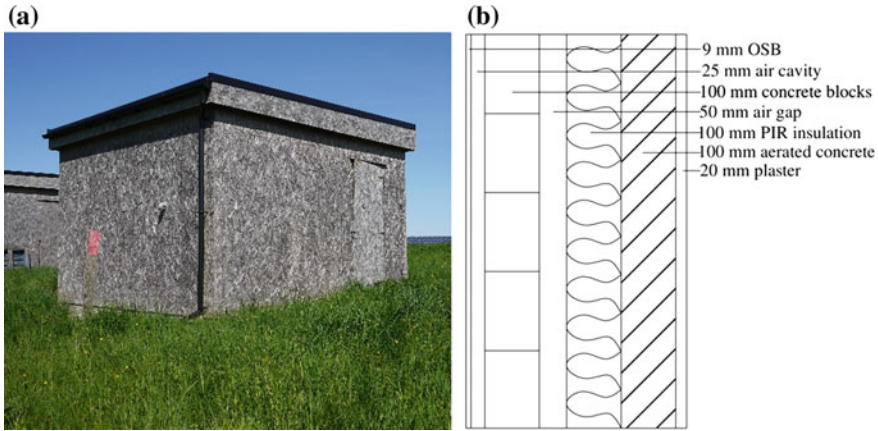 (a)
(b)
9 mm OSB
25 mm air cavity
100 mm concrete blocks
50 mm air gap
100 mm PIR insulation
100 mm aerated concrete
20 mm plaster